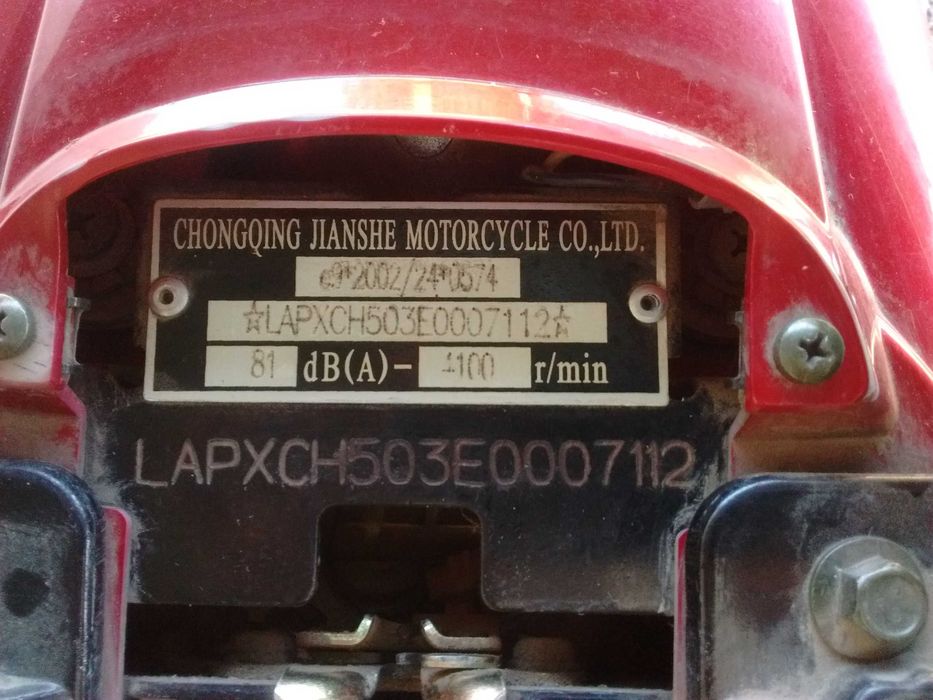 CHONGQING JIANSHE MOTORCYCLE CO.,LTD.
e9*2002/24*0574
☆LAPXCH503E0007112☆
81 dB(A)- 4100 r/min
LAPXCH503E0007112